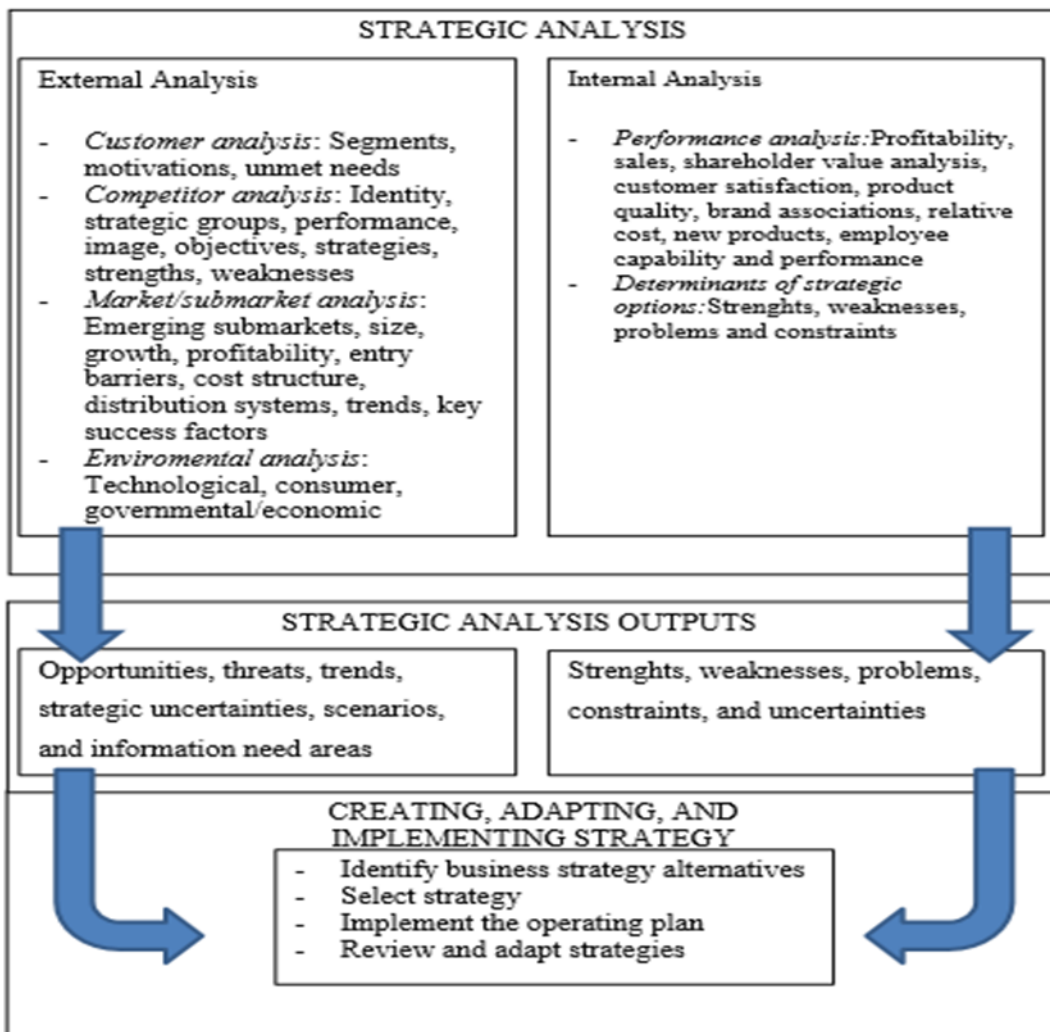 STRATEGIC ANALYSIS
External Analysis
- Customer analysis: Segments,
motivations, unmet needs
- Competitor analysis: Identity,
strategic groups, performance,
image, objectives, strategies,
strengths, weaknesses
- Market/submarket analysis:
Emerging submarkets, size,
growth, profitability, entry
barriers, cost structure,
distribution systems, trends, key
success factors
- Enviromental analysis:
Technological, consumer,
governmental/economic
Internal Analysis
- Performance analysis:Profitability,
sales, shareholder value analysis,
customer satisfaction, product
quality, brand associations, relative
cost, new products, employee
capability and performance
- Determinants of strategic
options:Strenghts, weaknesses,
problems and constraints
STRATEGIC ANALYSIS OUTPUTS
Opportunities, threats, trends,
strategic uncertainties, scenarios,
and information need areas
Strenghts, weaknesses, problems,
constraints, and uncertainties
CREATING, ADAPTING, AND
IMPLEMENTING STRATEGY
- Identify business strategy alternatives
- Select strategy
- Implement the operating plan
- Review and adapt strategies